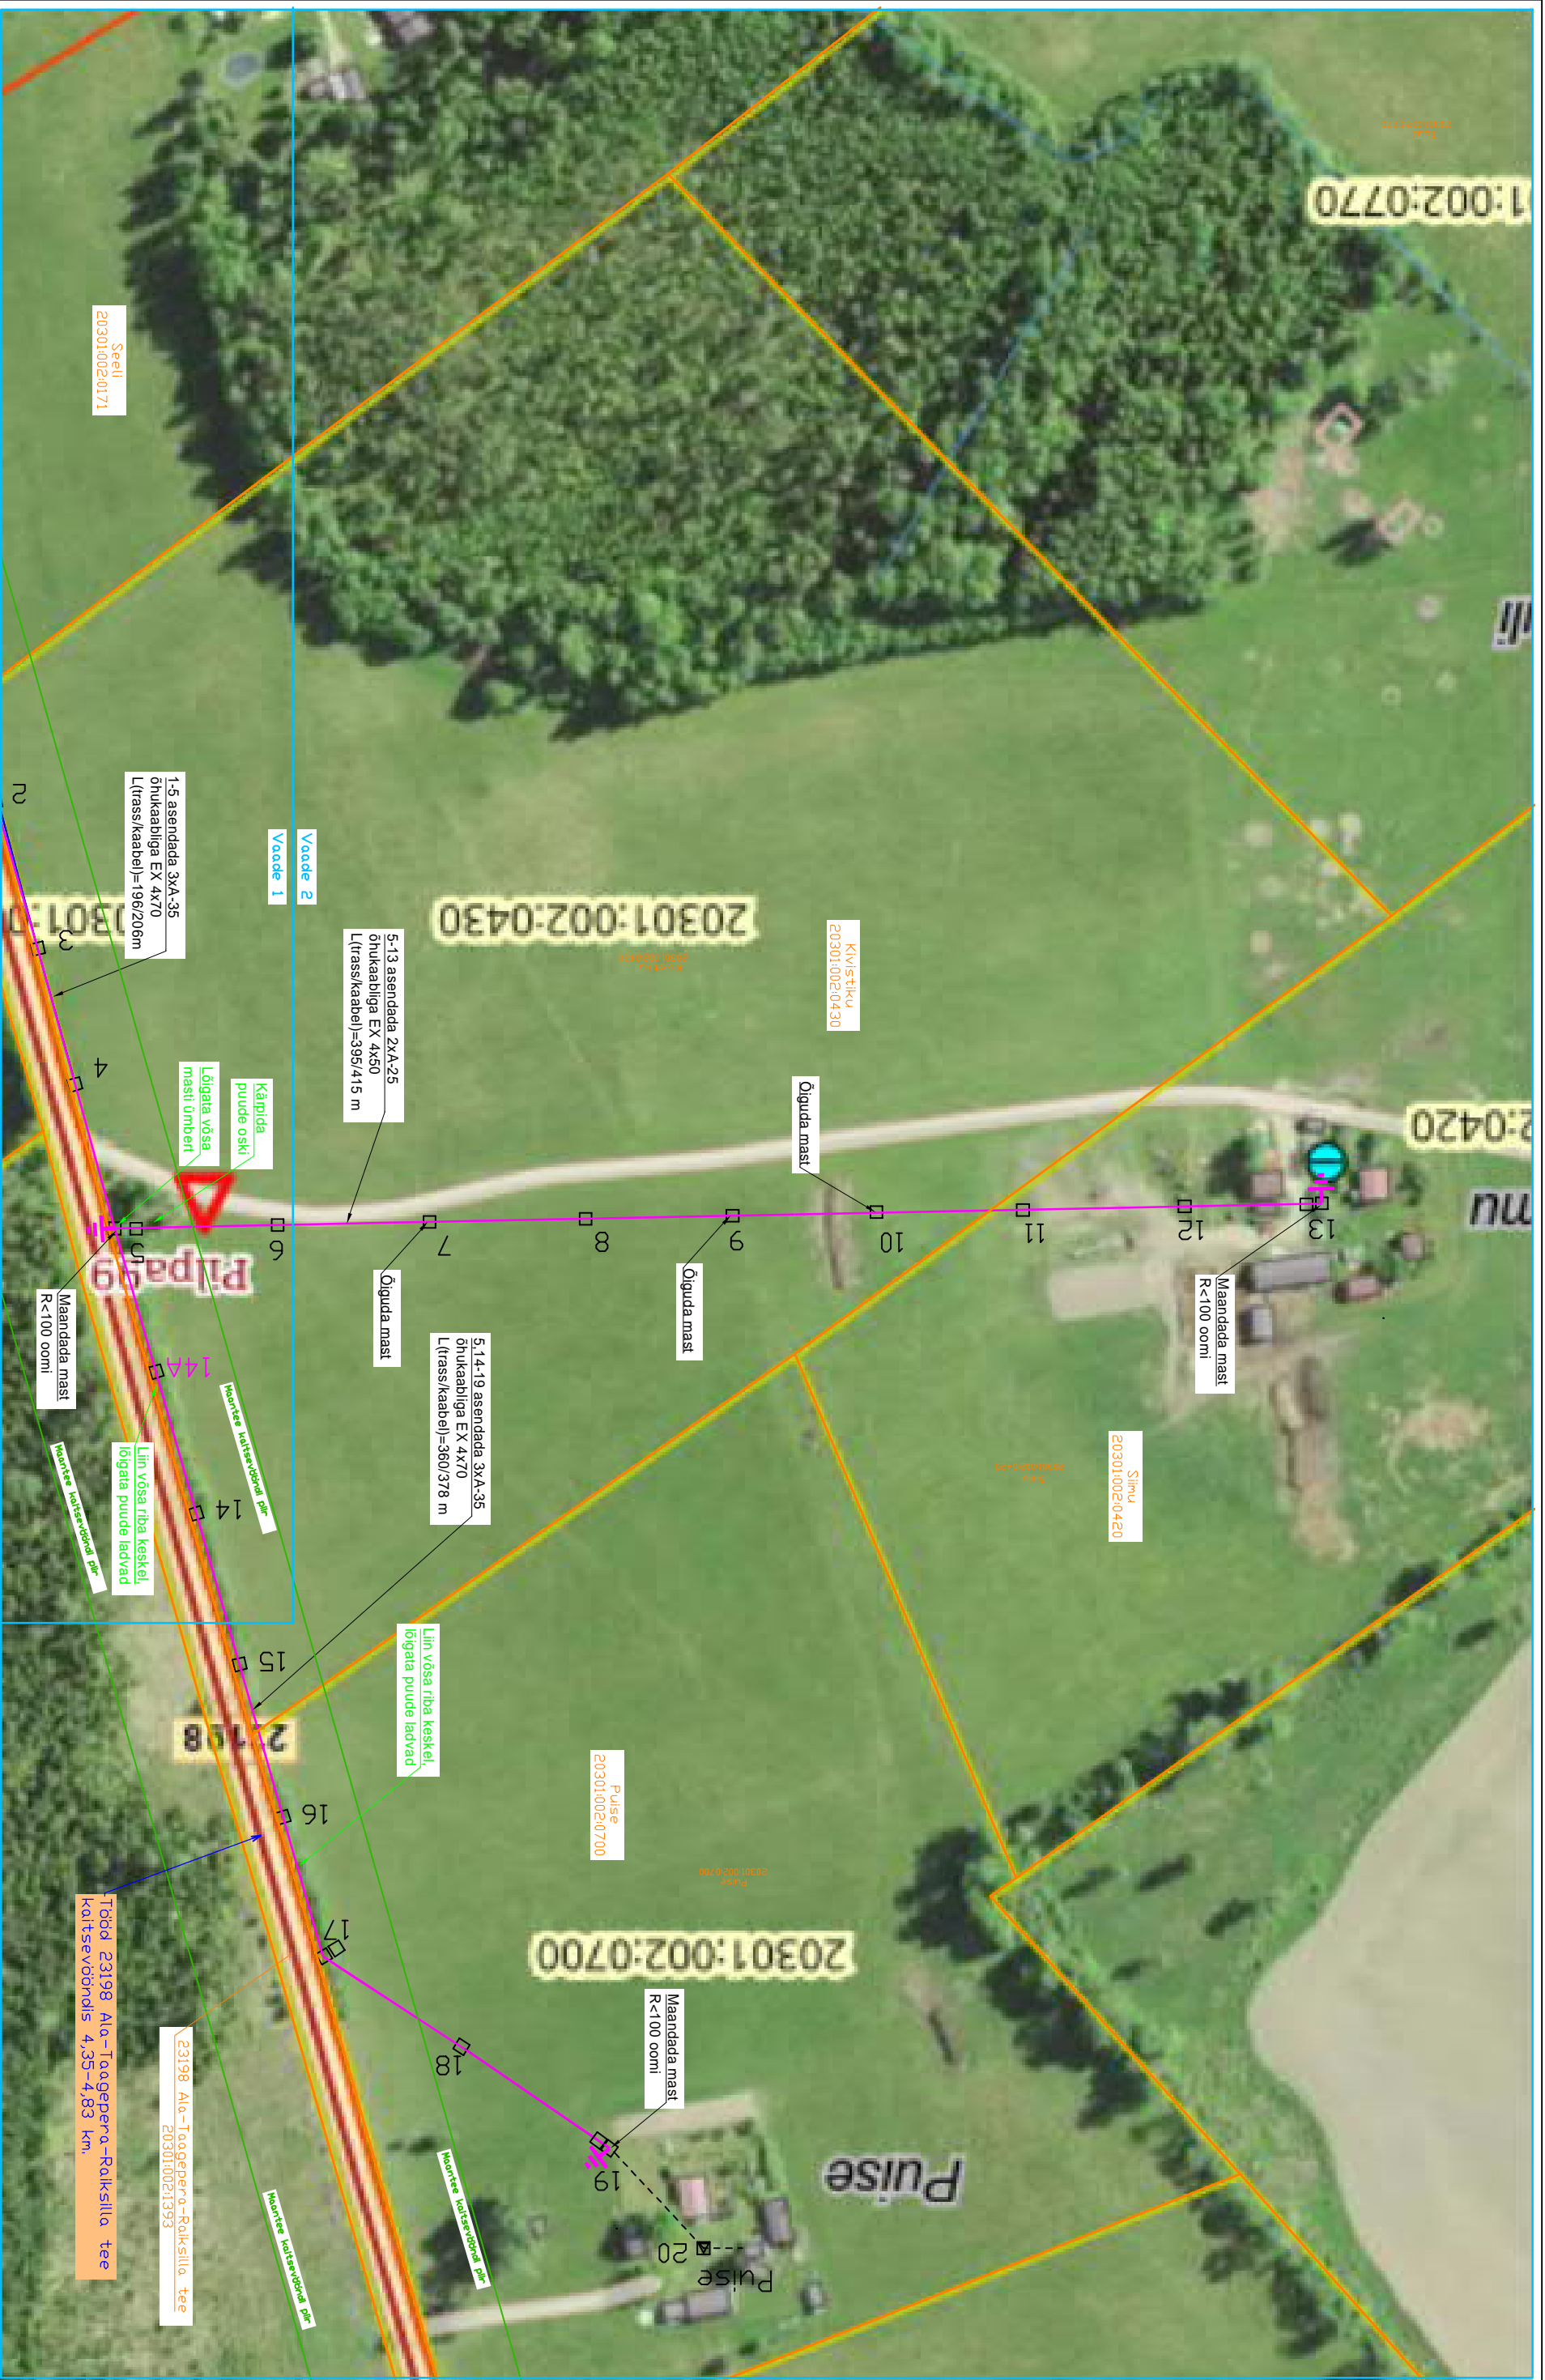 1:002:0770
Seeli
20301:002:0171
1-5 asendada 3xA-35
õhukaabliga EX 4x70
L(trass/kaabel)=196/206m
Vaade 2
Vaade 1
20301:002:0430
Kivistiku
20301:002:0430
5-13 asendada 2xA-25
õhukaabliga EX 4x50
L(trass/kaabel)=395/415 m
2
3
4
Lõigata võsa
masti ümbert
Kärpida
puude oski
Õiguda mast
:0420
5
6
7
8
9
10
11
12
13
Pilpa
Maandada mast
R<100 oomi
Õiguda mast
Õiguda mast
Maandada mast
R<100 oomi
14A
14
Maantee kaitsevööndi piir
Maantee kaitsevööndi piir
Liin võsa riba keskel,
lõigata puude ladvad
5,14-19 asendada 3xA-35
õhukaabliga EX 4x70
L(trass/kaabel)=360/378 m
Siimu
20301:002:0420
15
Liin võsa riba keskel,
lõigata puude ladvad
23198
Puise
20301:002:0700
16
Puise
20301:002:0700
17
20301:002:0700
Tööd 23198 Ala-Taagepera-Raiksilla tee
kaitsevööndis 4,35-4,83 km.
23198 Ala-Taagepera-Raiksilla tee
20301:002:1393
18
Maandada mast
R<100 oomi
19
Puise
20
Puise
Maantee kaitsevööndi piir
Maantee kaitsevööndi piir